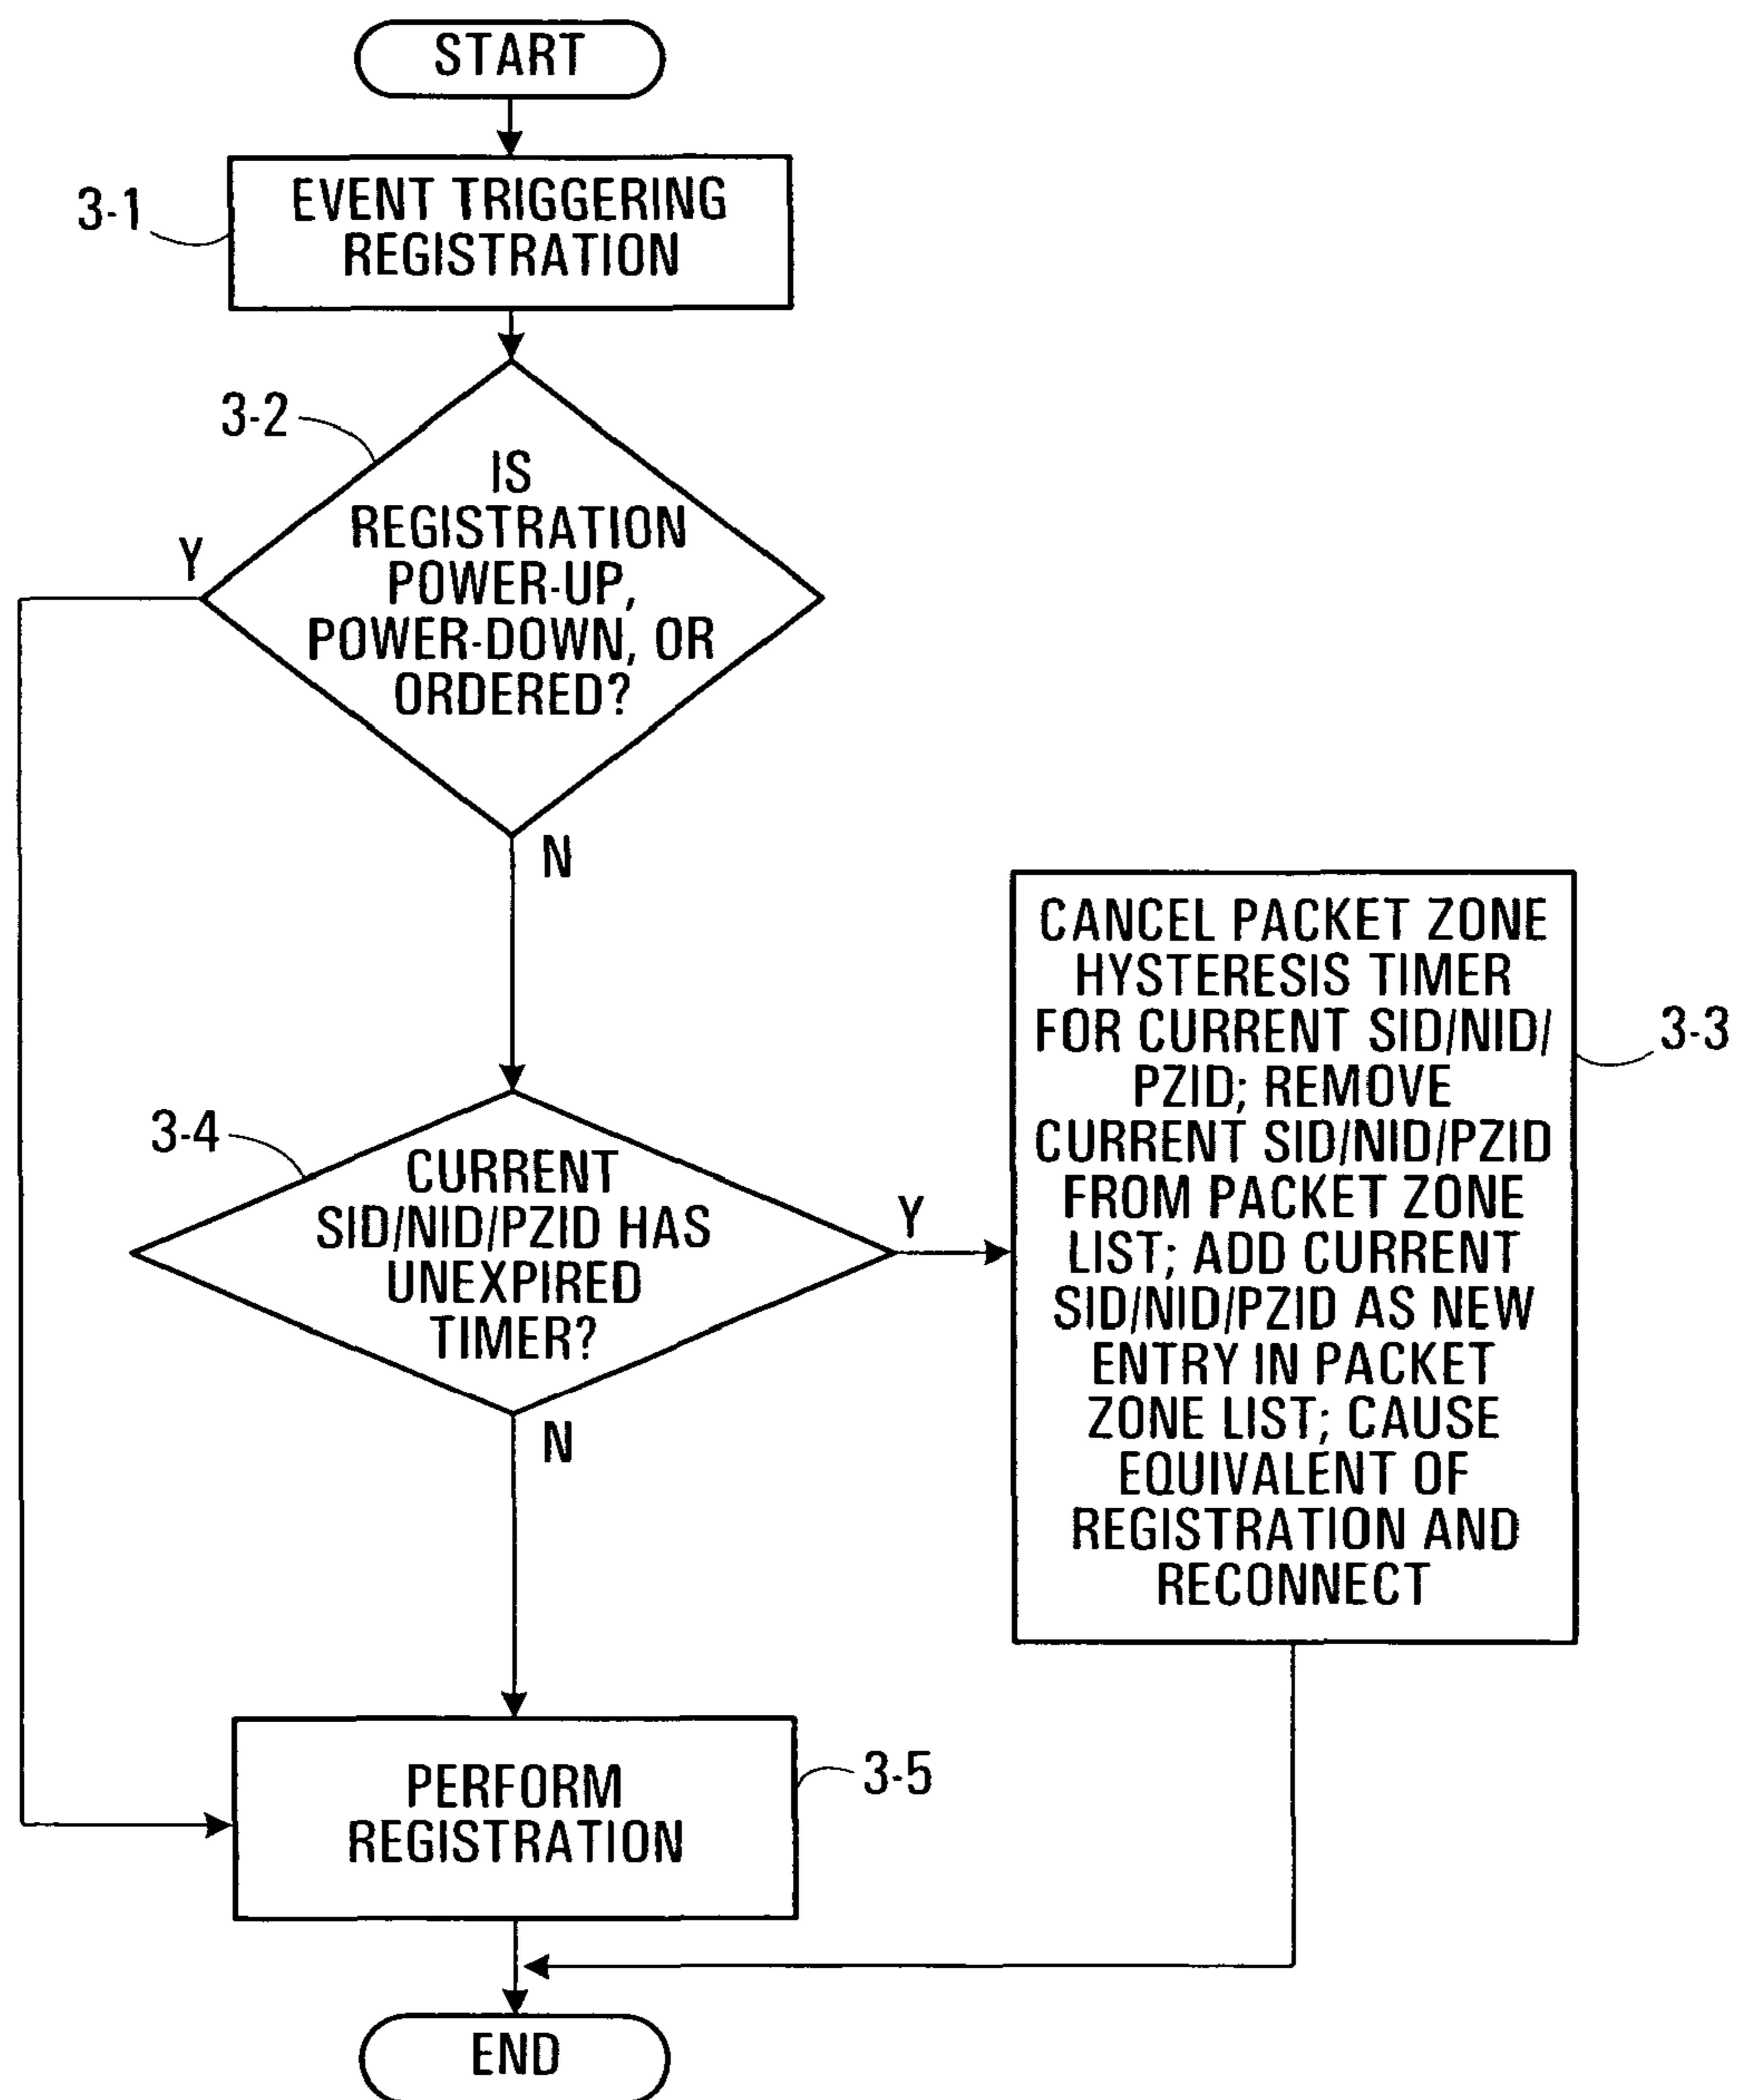 START
3-1
EVENT TRIGGERING
REGISTRATION
3-2
IS
REGISTRATION
POWER-UP,
POWER-DOWN, OR
ORDERED?
Y
N
3-4
CURRENT
SID/NID/PZID HAS
UNEXPIRED
TIMER?
Y
N
CANCEL PACKET ZONE
HYSTERESIS TIMER
FOR CURRENT SID/NID/
PZID; REMOVE
CURRENT SID/NID/PZID
FROM PACKET ZONE
LIST; ADD CURRENT
SID/NID/PZID AS NEW
ENTRY IN PACKET
ZONE LIST; CAUSE
EQUIVALENT OF
REGISTRATION AND
RECONNECT
3-3
PERFORM
REGISTRATION
3-5
END